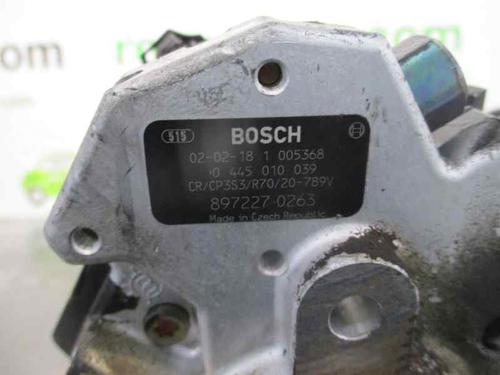 515 BOSCH
02-02-18 1 005368
0 445 010 039
CR/CP3S3/R70/20-789V
897227 0263
Made in Czech Republic